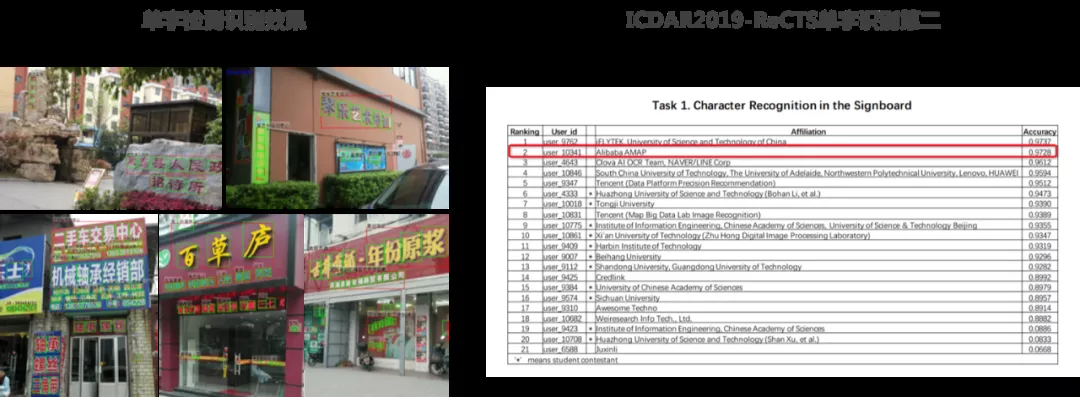 单字检测识别效果
ICDAR2019-ReCTS单字识别第二
县人民政
招待所
艺
士
二手车交易中心
机械轴承经销部
百草庐
古井贡酒·年份原浆
Task 1. Character Recognition in the Signboard
Ranking User_id Affiliation Accuracy
1 user_9762 iFLYTEK, University of Science and Technology of China 0.9737
2 user_10341 Alibaba AMAP 0.9728
3 user_4643 Clova AI OCR Team, NAVER/LINE Corp 0.9612
4 user_10846 South China University of Technology, The University of Adelaide, Northwestern Polytechnical University, Lenovo, HUAWEI 0.9594
5 user_9347 Tencent (Data Platform Precision Recommendation) 0.9512
6 user_4333 * Huazhong University of Science and Technology (Bohan Li, et al.) 0.9473
7 user_10018 * Tongji University 0.9390
8 user_10831 Tencent (Map Big Data Lab Image Recognition) 0.9389
9 user_10775 * Institute of Information Engineering, Chinese Academy of Sciences, University of Science & Technology Beijing 0.9355
10 user_10861 * Xi'an University of Technology (Zhu Hong Digital Image Processing Laboratory) 0.9347
11 user_9409 * Harbin Institute of Technology 0.9319
12 user_9007 * Beihang University 0.9296
13 user_9112 * Shandong University, Guangdong University of Technology 0.9282
14 user_9425 Credlink 0.8992
15 user_9384 * University of Chinese Academy of Sciences 0.8979
16 user_9574 * Sichuan University 0.8957
17 user_9310 Awesome Techno 0.8914
18 user_10682 Weiresearch Info Tech., Ltd. 0.8882
19 user_9423 * Institute of Information Engineering, Chinese Academy of Sciences 0.0886
20 user_10708 * Huazhong University of Science and Technology (Shan Xu, et al.) 0.0833
21 user_6588 Juxinli 0.0668
'*' means student contestant